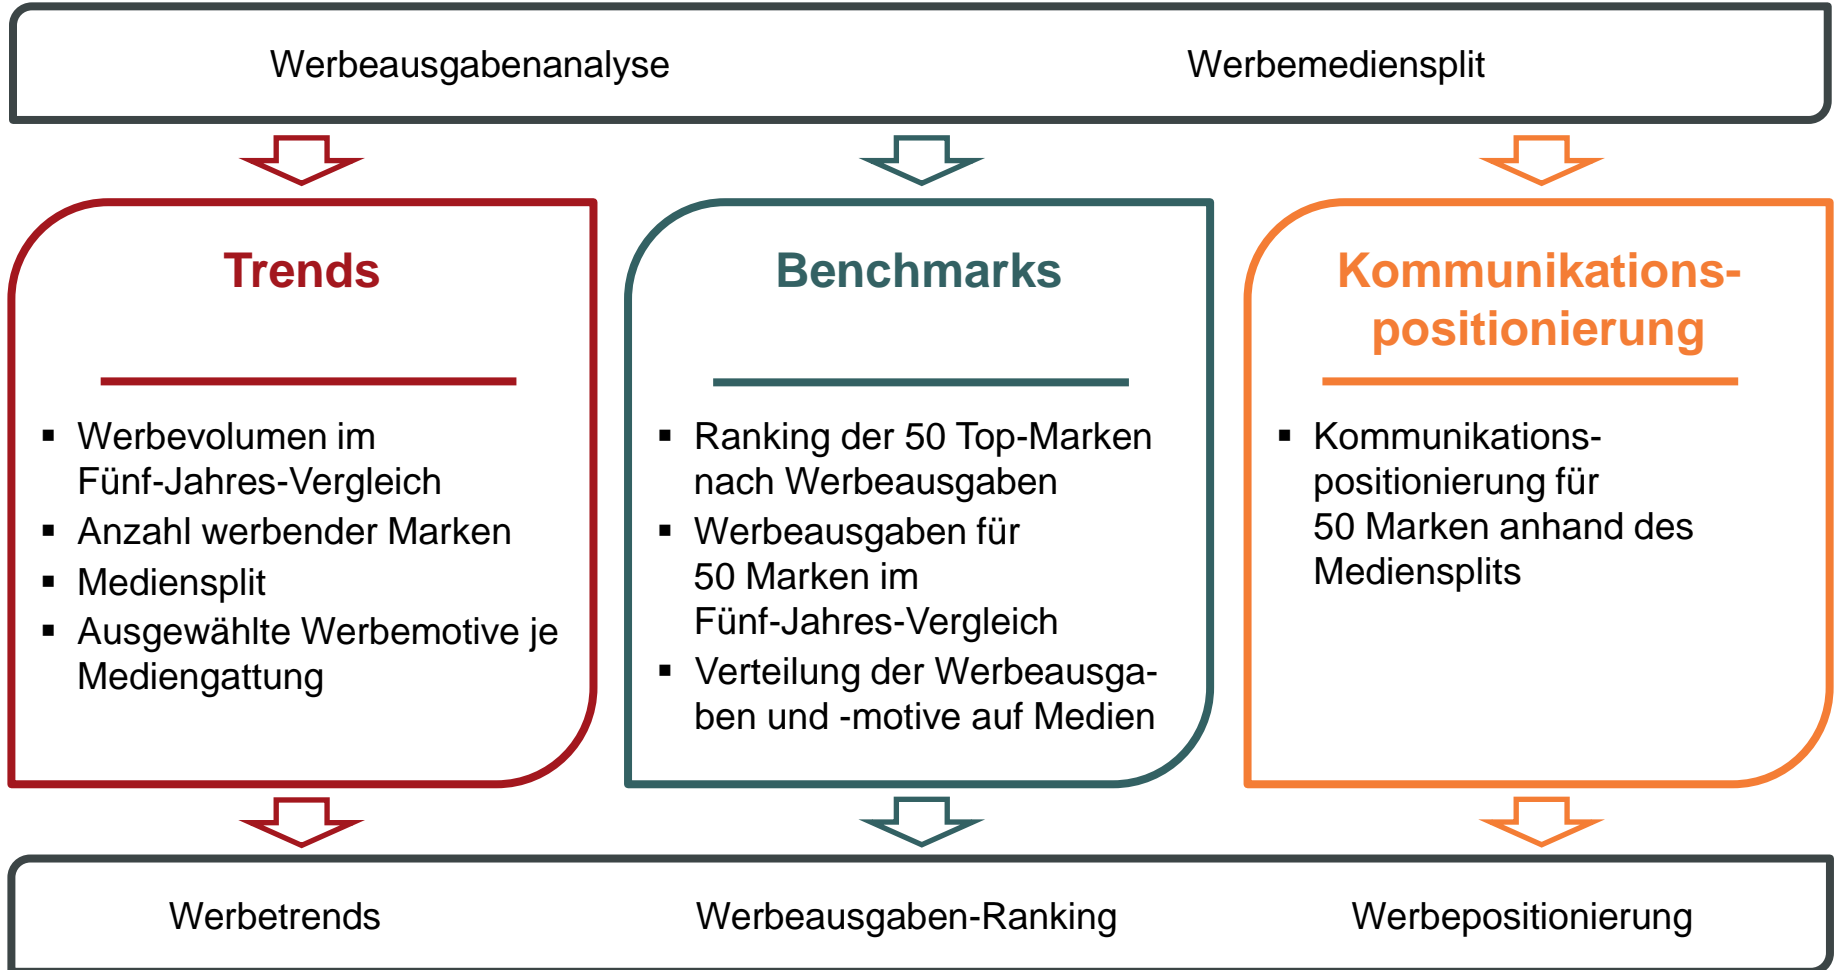 Werbeausgabenanalyse
Werbemediensplit
Trends
▪ Werbevolumen im
Fünf-Jahres-Vergleich
▪ Anzahl werbender Marken
▪ Mediensplit
▪ Ausgewählte Werbemotive je
Mediengattung
Benchmarks
▪ Ranking der 50 Top-Marken
nach Werbeausgaben
▪ Werbeausgaben für
50 Marken im
Fünf-Jahres-Vergleich
▪ Verteilung der Werbeausga-
ben und -motive auf Medien
Kommunikations-
positionierung
▪ Kommunikations-
positionierung für
50 Marken anhand des
Mediensplits
Werbetrends
Werbeausgaben-Ranking
Werbepositionierung